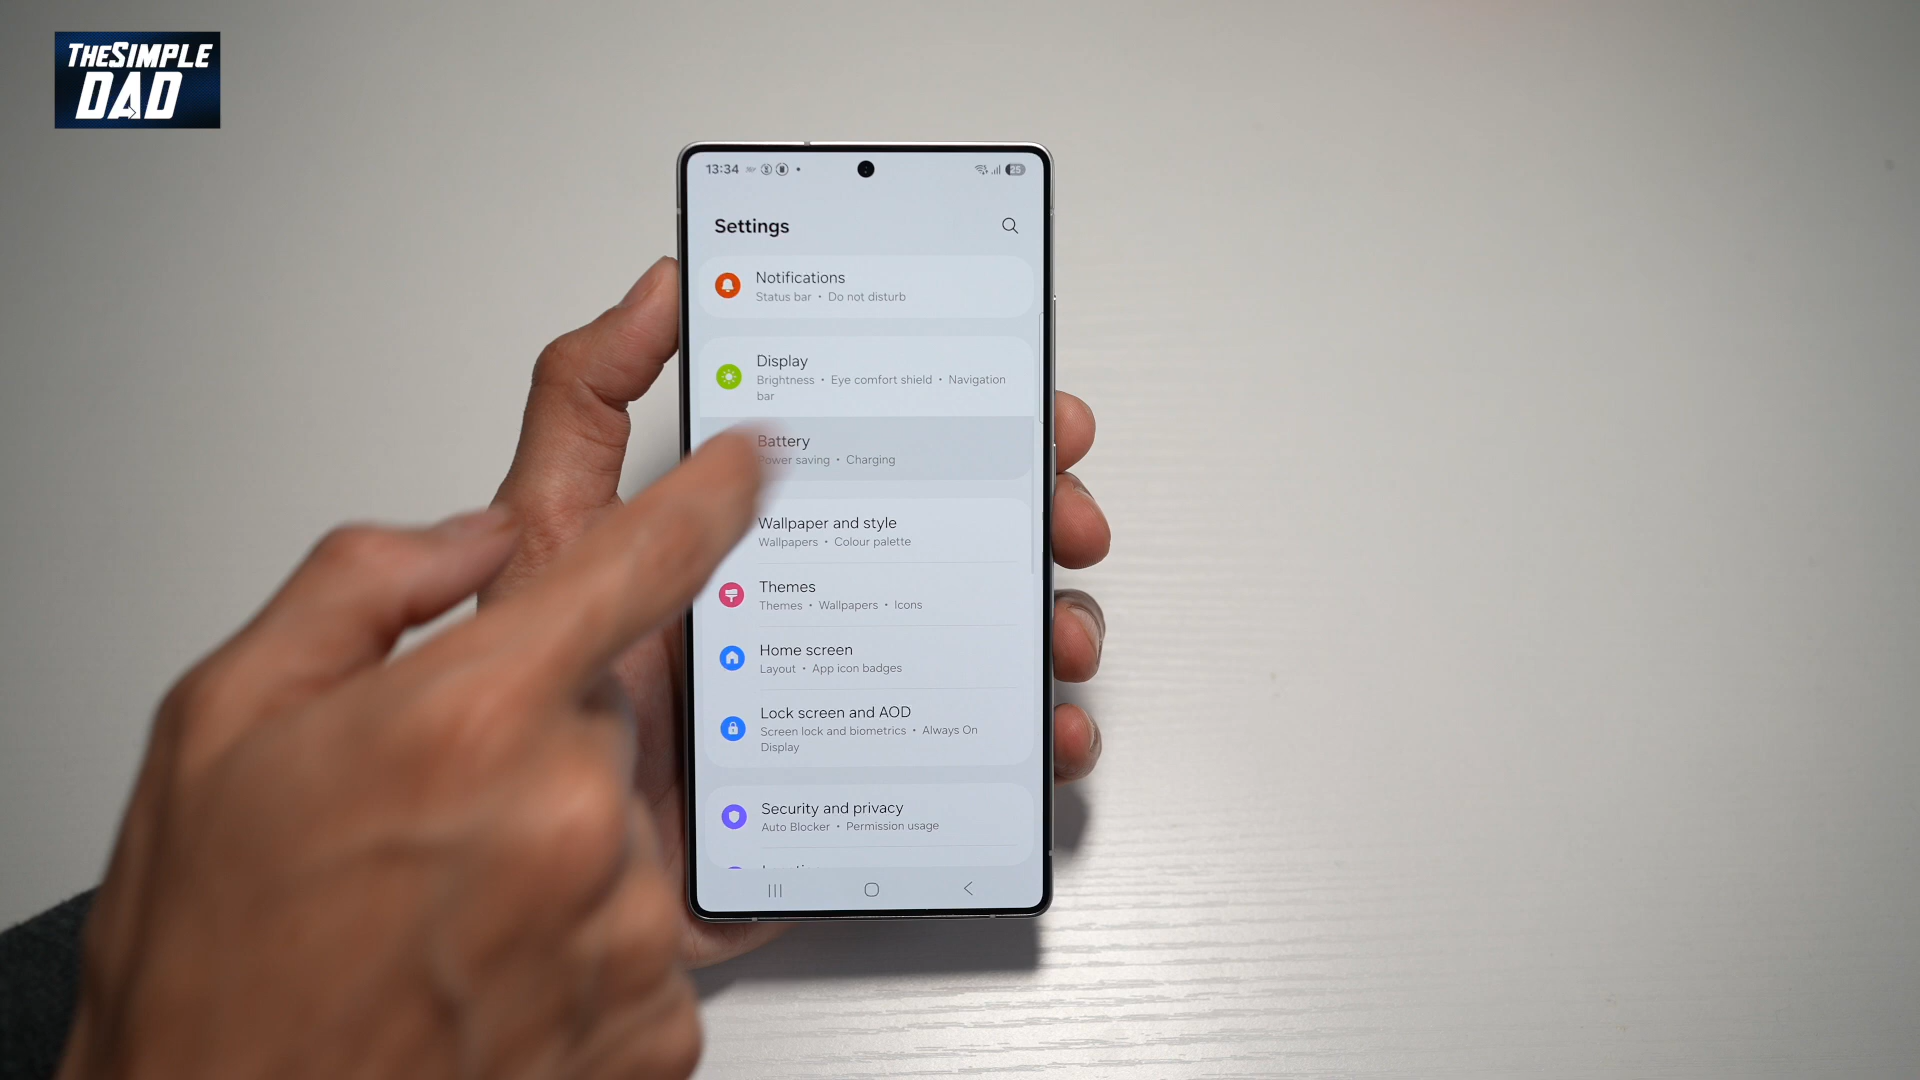 THESIMPLE
DAD
13:34
25
Settings
Notifications
Status bar • Do not disturb
Display
Brightness • Eye comfort shield • Navigation
bar
Battery
Power saving • Charging
Wallpaper and style
Wallpapers • Colour palette
Themes
Themes • Wallpapers • Icons
Home screen
Layout • App icon badges
Lock screen and AOD
Screen lock and biometrics • Always On
Display
Security and privacy
Auto Blocker • Permission usage